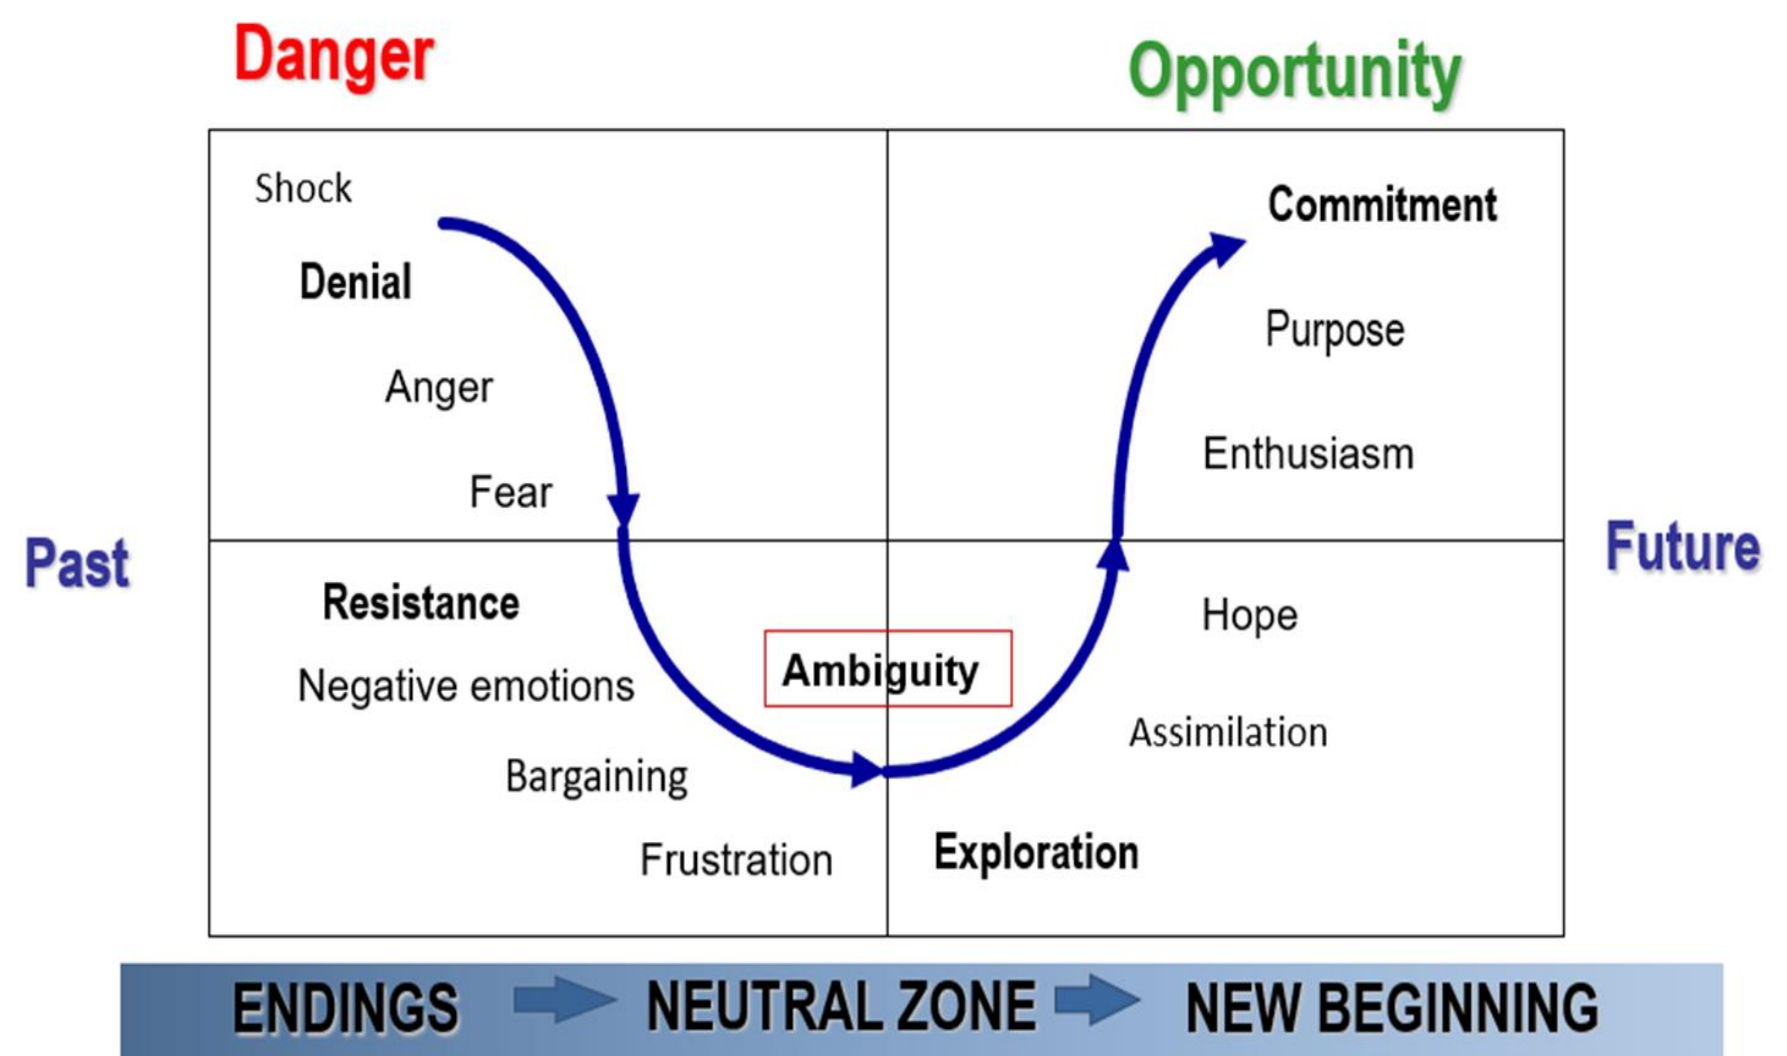 Danger
Opportunity
Shock
Commitment
Denial
Purpose
Anger
Enthusiasm
Fear
Past
Future
Resistance
Hope
Ambiguity
Negative emotions
Assimilation
Bargaining
Exploration
Frustration
ENDINGS NEUTRAL ZONE NEW BEGINNING